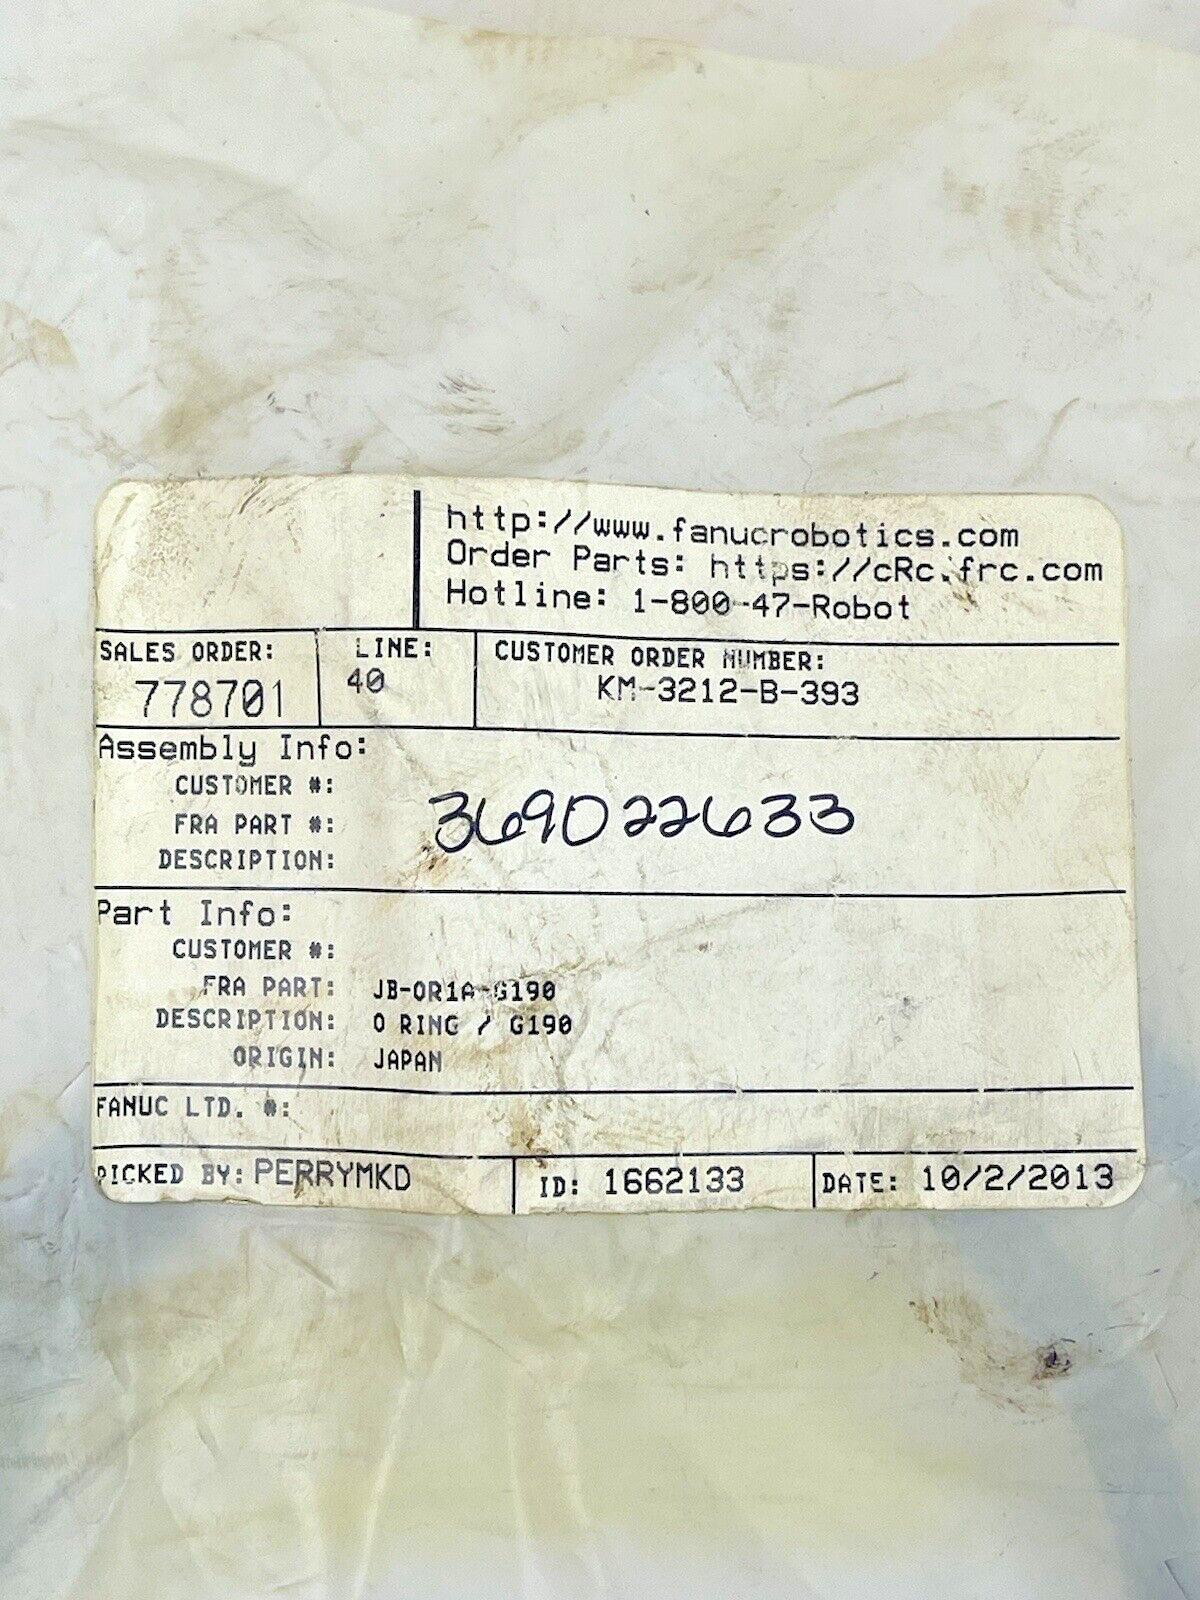 http://www.fanucrobotics.com
Order Parts: https://cRc.frc.com
Hotline: 1-800-47-Robot
SALES ORDER: LINE: CUSTOMER ORDER NUMBER:
778701 40 KM-3212-B-393
Assembly Info:
CUSTOMER #:
FRA PART #: 369022633
DESCRIPTION:
Part Info:
CUSTOMER #:
FRA PART: JB-OR1A-G190
DESCRIPTION: O RING / G190
ORIGIN: JAPAN
FANUC LTD. #:
PICKED BY: PERRYMKD ID: 1662133 DATE: 10/2/2013